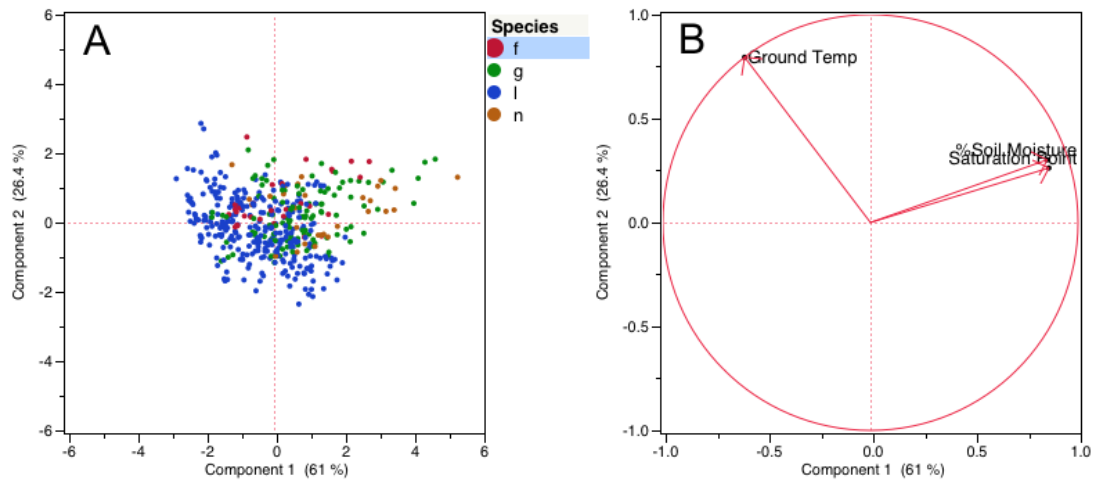 A
6
4
2
0
-2
-4
-6
-6
-4
-2
0
2
4
6
Component 2 (26.4 %)
Component 1 (61 %)
Species
f
g
l
n
B
1.0
0.5
0.0
-0.5
-1.0
-1.0
-0.5
0.0
0.5
1.0
Component 2 (26.4 %)
Component 1 (61 %)
Ground Temp
%Soil Moisture
Saturation Point